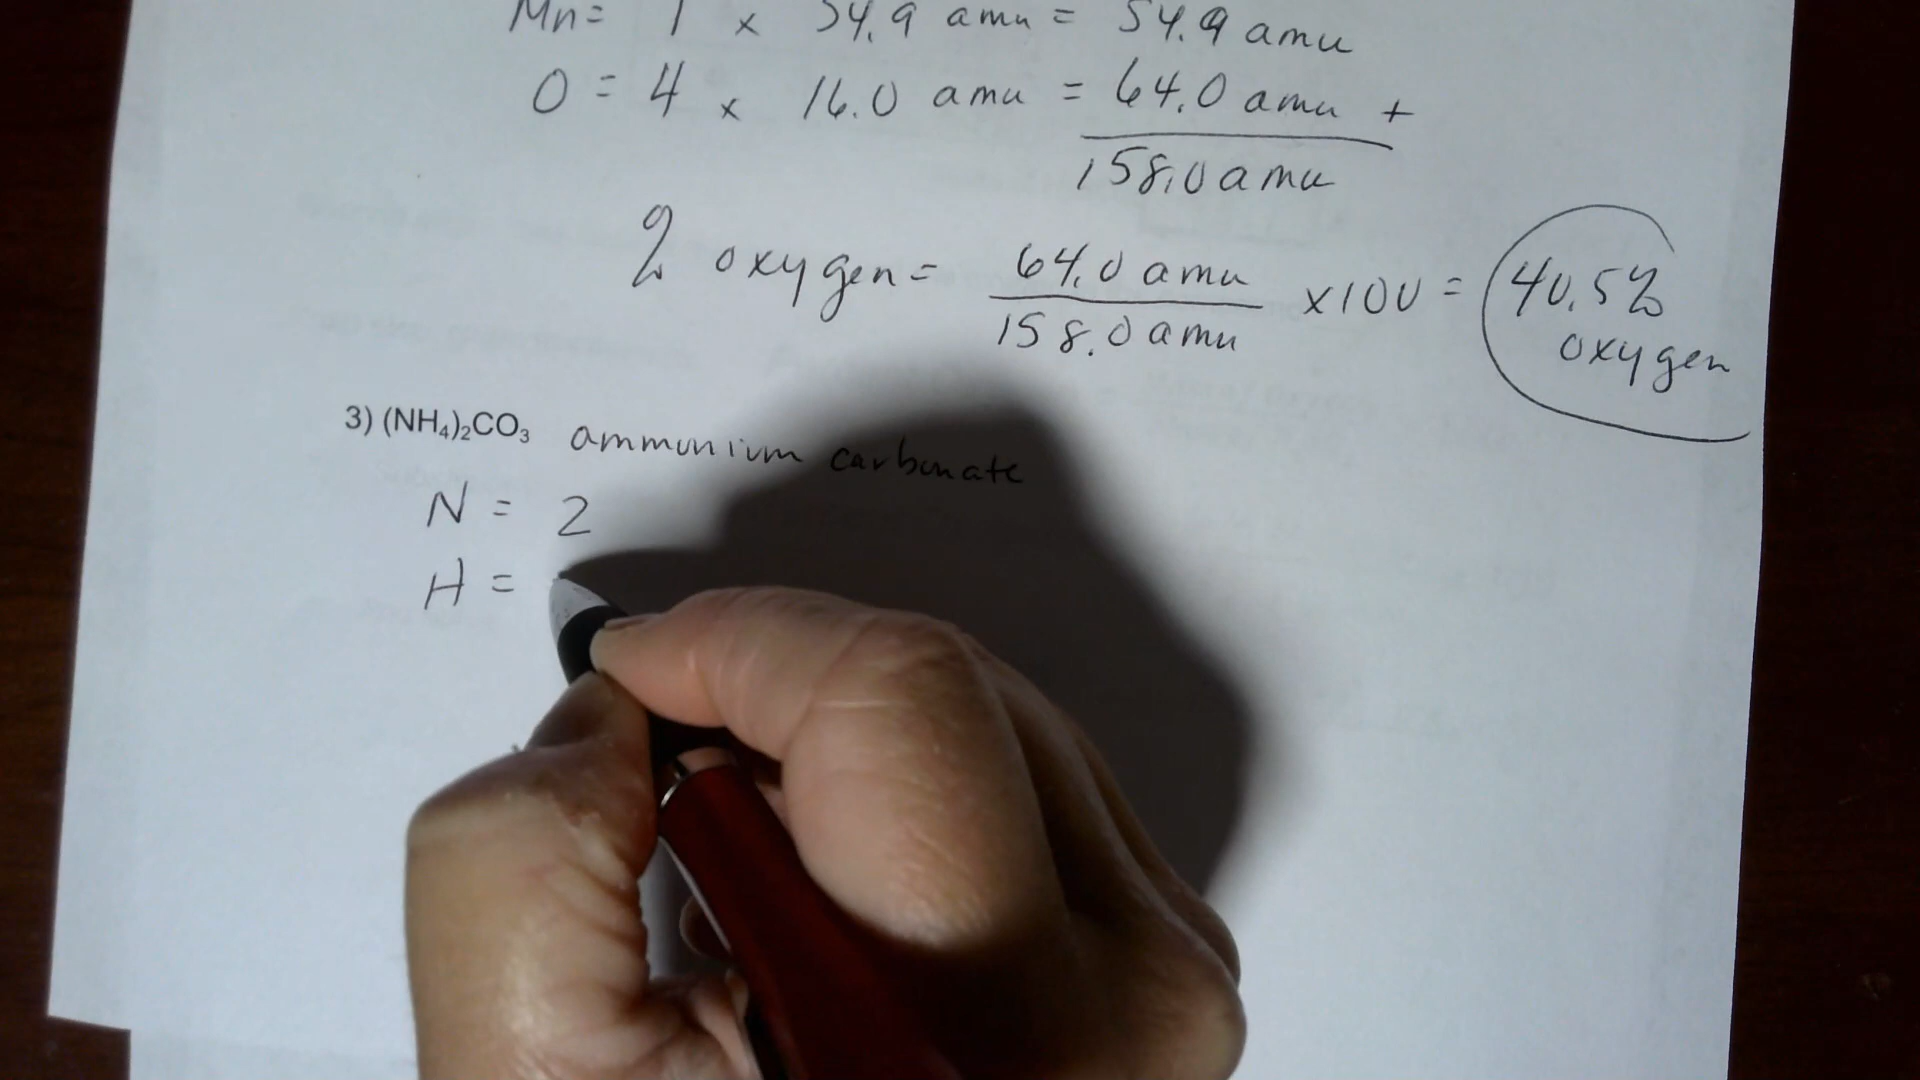 Mn = 1 x 54.9 amu = 54.9 amu
O = 4 x 16.0 amu = 64.0 amu +
158.0 amu
% oxygen = 64.0 amu / 158.0 amu x100 = 40.5% oxygen
3) (NH₄)₂CO₃ ammonium carbonate
N = 2
H =